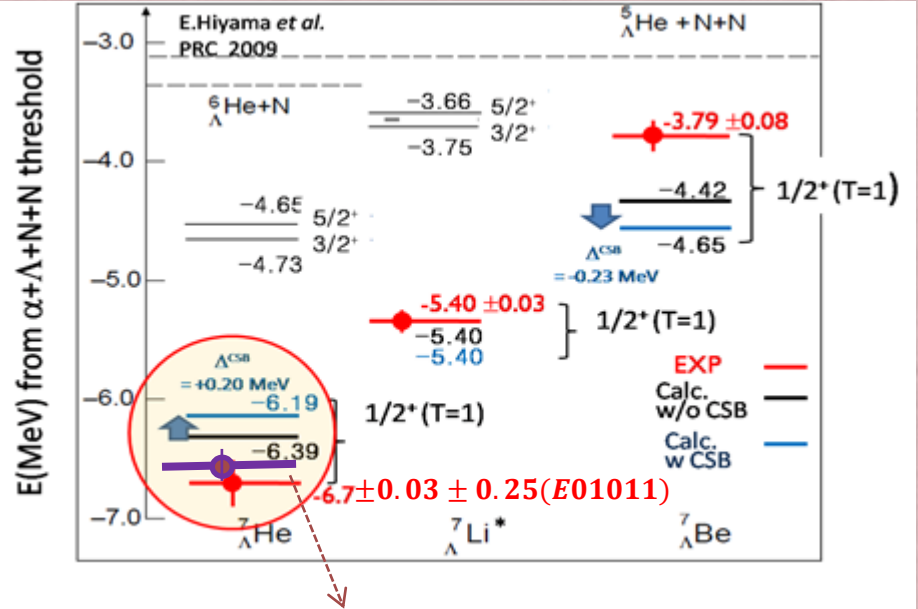 E(MeV) from α+Λ+N+N threshold
E.Hiyama et al.
PRC 2009
−3.0
−4.0
−5.0
−6.0
−7.0
⁶ΛHe+N
⁵ΛHe +N+N
−4.65 5/2⁺
3/2⁺
−4.73
−3.66 5/2⁺
3/2⁺
−3.75
-3.79 ±0.08
−4.42
−4.65
1/2⁺ (T=1)
Λ^CSB
= -0.23 MeV
-5.40 ±0.03
−5.40
−5.40
1/2⁺ (T=1)
Λ^CSB
= +0.20 MeV
−6.19
−6.39
1/2⁺ (T=1)
-6.7±0.03 ± 0.25(E01011)
EXP
Calc.
w/o CSB
Calc.
w CSB
⁷ΛHe
⁷ΛLi*
⁷ΛBe